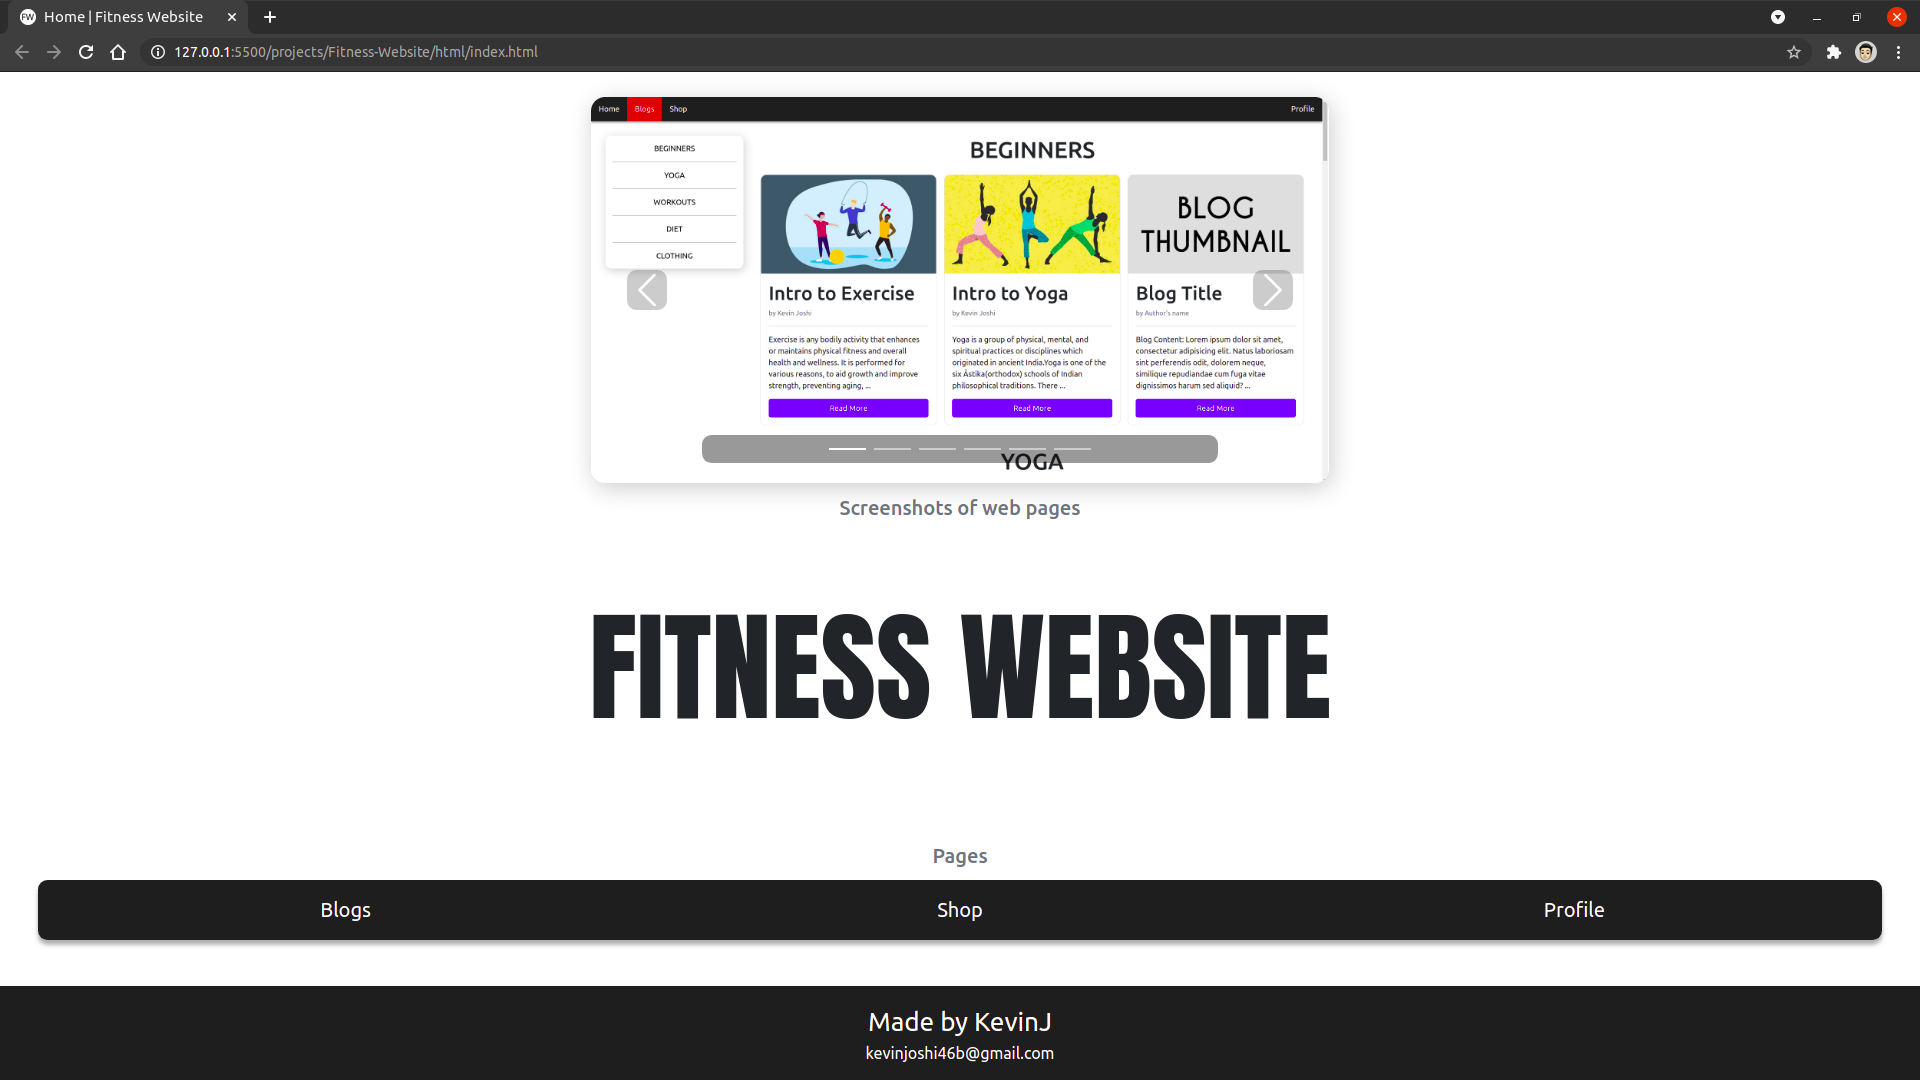 FW Home | Fitness Website
127.0.0.1:5500/projects/Fitness-Website/html/index.html
Home Blogs Shop Profile
BEGINNERS
YOGA
WORKOUTS
DIET
CLOTHING
BEGINNERS
Intro to Exercise
by Kevin Joshi
Exercise is any bodily activity that enhances
or maintains physical fitness and overall
health and wellness. It is performed for
various reasons, to aid growth and improve
strength, preventing aging, ...
Read More
Intro to Yoga
by Kevin Joshi
Yoga is a group of physical, mental, and
spiritual practices or disciplines which
originated in ancient India.Yoga is one of the
six Āstika(orthodox) schools of Indian
philosophical traditions. There ...
Read More
BLOG
THUMBNAIL
Blog Title
by Author's name
Blog Content: Lorem ipsum dolor sit amet,
consectetur adipisicing elit. Natus laboriosam
sint perferendis odit, dolorem neque,
similique repudiandae cum fuga vitae
dignissimos harum sed aliquid? ...
Read More
YOGA
Screenshots of web pages
FITNESS WEBSITE
Pages
Blogs Shop Profile
Made by KevinJ
kevinjoshi46b@gmail.com